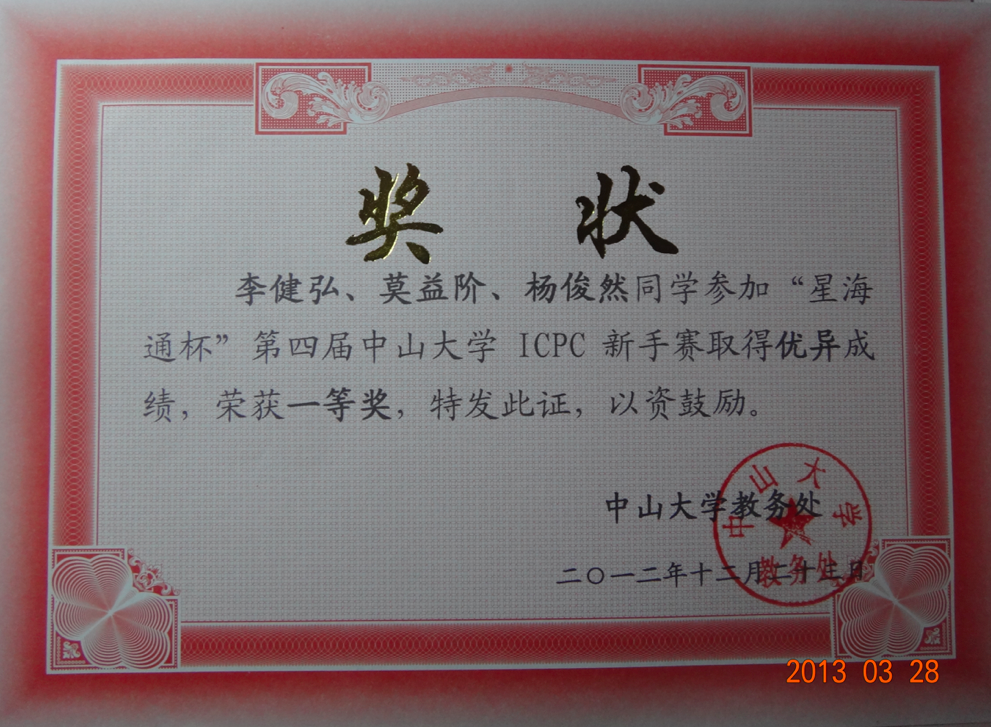 奖 状
李健弘、莫益阶、杨俊然同学参加“星海
通杯”第四届中山大学 ICPC 新手赛取得优异成
绩，荣获一等奖，特发此证，以资鼓励。
中山大学
中山大学教务处
教务处
二〇一二年十二月二十三日
2013 03 28